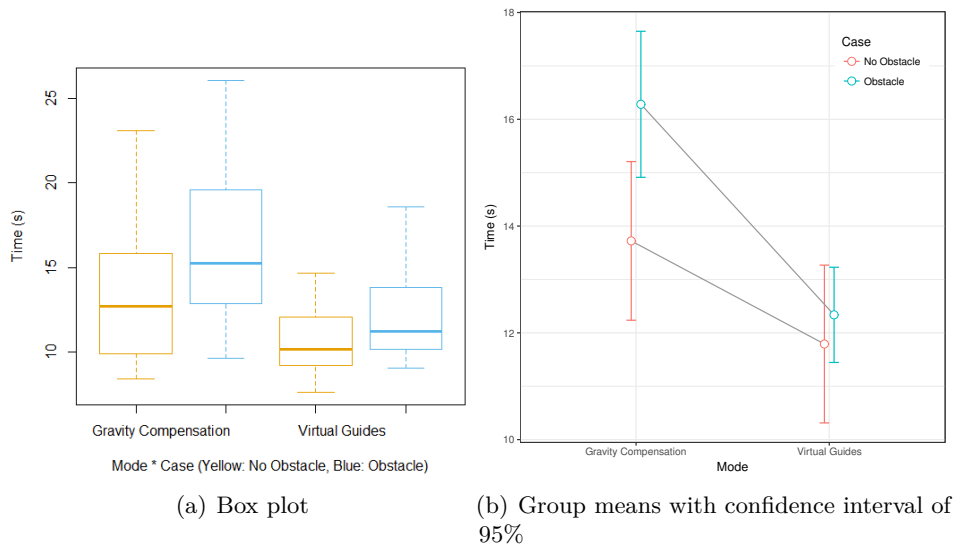 25
20
15
10
Time (s)
Gravity Compensation Virtual Guides
Mode * Case (Yellow: No Obstacle, Blue: Obstacle)
(a) Box plot
18
16
14
12
10
Time (s)
Case
No Obstacle
Obstacle
Gravity Compensation Virtual Guides
Mode
(b) Group means with confidence interval of
95%